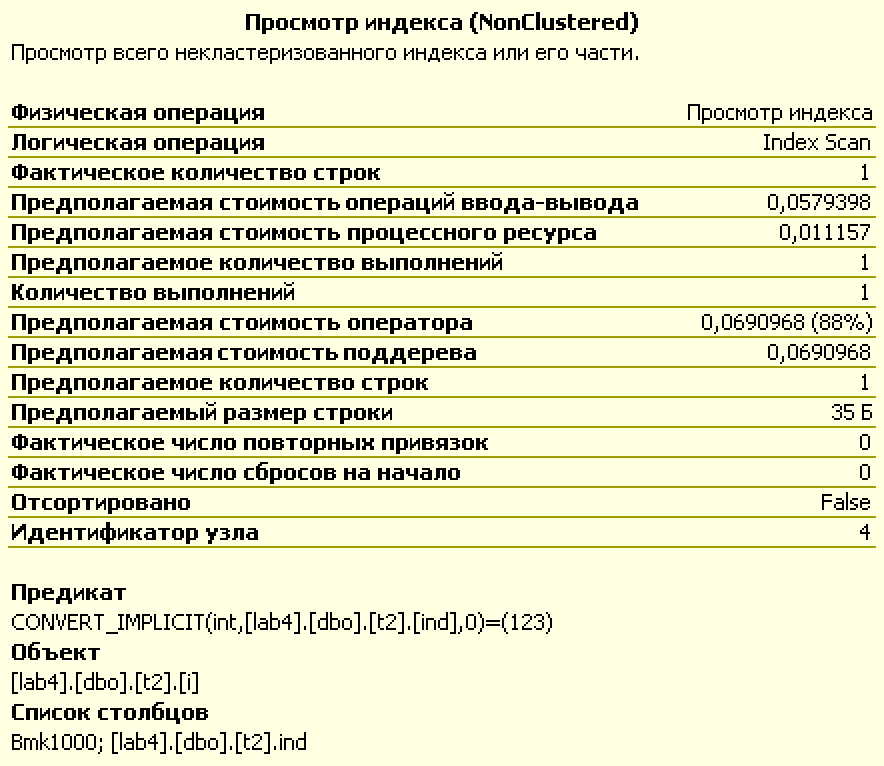 Просмотр индекса (NonClustered)
Просмотр всего некластеризованного индекса или его части.
Физическая операция Просмотр индекса
Логическая операция Index Scan
Фактическое количество строк 1
Предполагаемая стоимость операций ввода-вывода 0,0579398
Предполагаемая стоимость процессного ресурса 0,011157
Предполагаемое количество выполнений 1
Количество выполнений 1
Предполагаемая стоимость оператора 0,0690968 (88%)
Предполагаемая стоимость поддерева 0,0690968
Предполагаемое количество строк 1
Предполагаемый размер строки 35 Б
Фактическое число повторных привязок 0
Фактическое число сбросов на начало 0
Отсортировано False
Идентификатор узла 4
Предикат
CONVERT_IMPLICIT(int,[lab4].[dbo].[t2].[ind],0)=(123)
Объект
[lab4].[dbo].[t2].[i]
Список столбцов
Bmk1000; [lab4].[dbo].[t2].ind